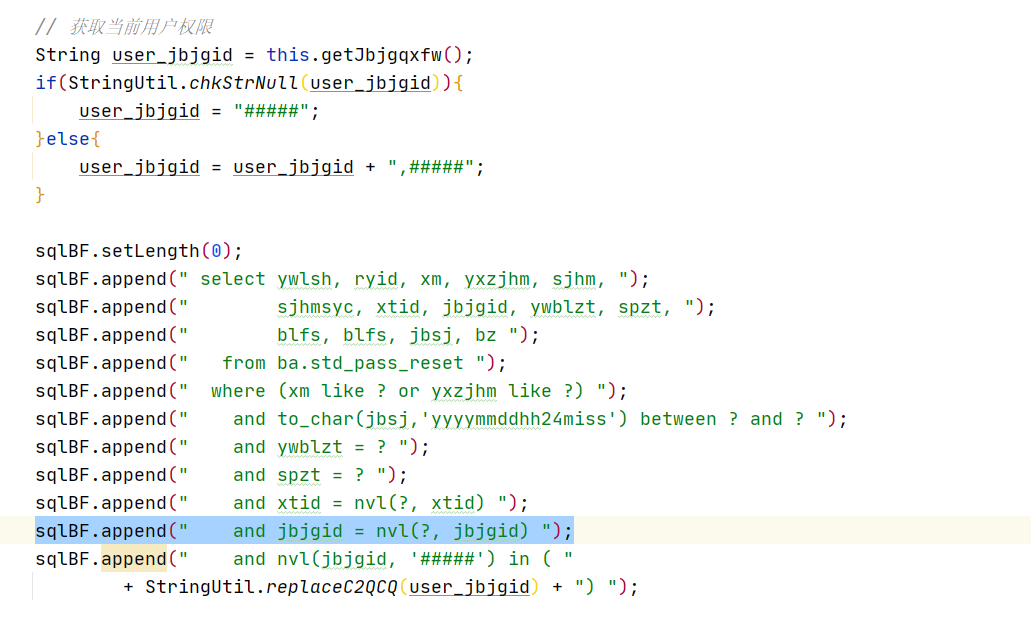 // 获取当前用户权限
String user_jbjgid = this.getJbjgqxfw();
if(StringUtil.chkStrNull(user_jbjgid)){
    user_jbjgid = "#####";
}else{
    user_jbjgid = user_jbjgid + ",#####";
}
sqlBF.setLength(0);
sqlBF.append(" select ywlsh, ryid, xm, yxzjhm, sjhm, ");
sqlBF.append("        sjhmsyc, xtid, jbjgid, ywblzt, spzt, ");
sqlBF.append("        blfs, blfs, jbsj, bz ");
sqlBF.append("   from ba.std_pass_reset ");
sqlBF.append("  where (xm like ? or yxzjhm like ?) ");
sqlBF.append("    and to_char(jbsj,'yyyymmddhh24miss') between ? and ? ");
sqlBF.append("    and ywblzt = ? ");
sqlBF.append("    and spzt = ? ");
sqlBF.append("    and xtid = nvl(?, xtid) ");
sqlBF.append("    and jbjgid = nvl(?, jbjgid) ");
sqlBF.append("    and nvl(jbjgid, '#####') in ( "
        + StringUtil.replaceC2QCQ(user_jbjgid) + ") ");